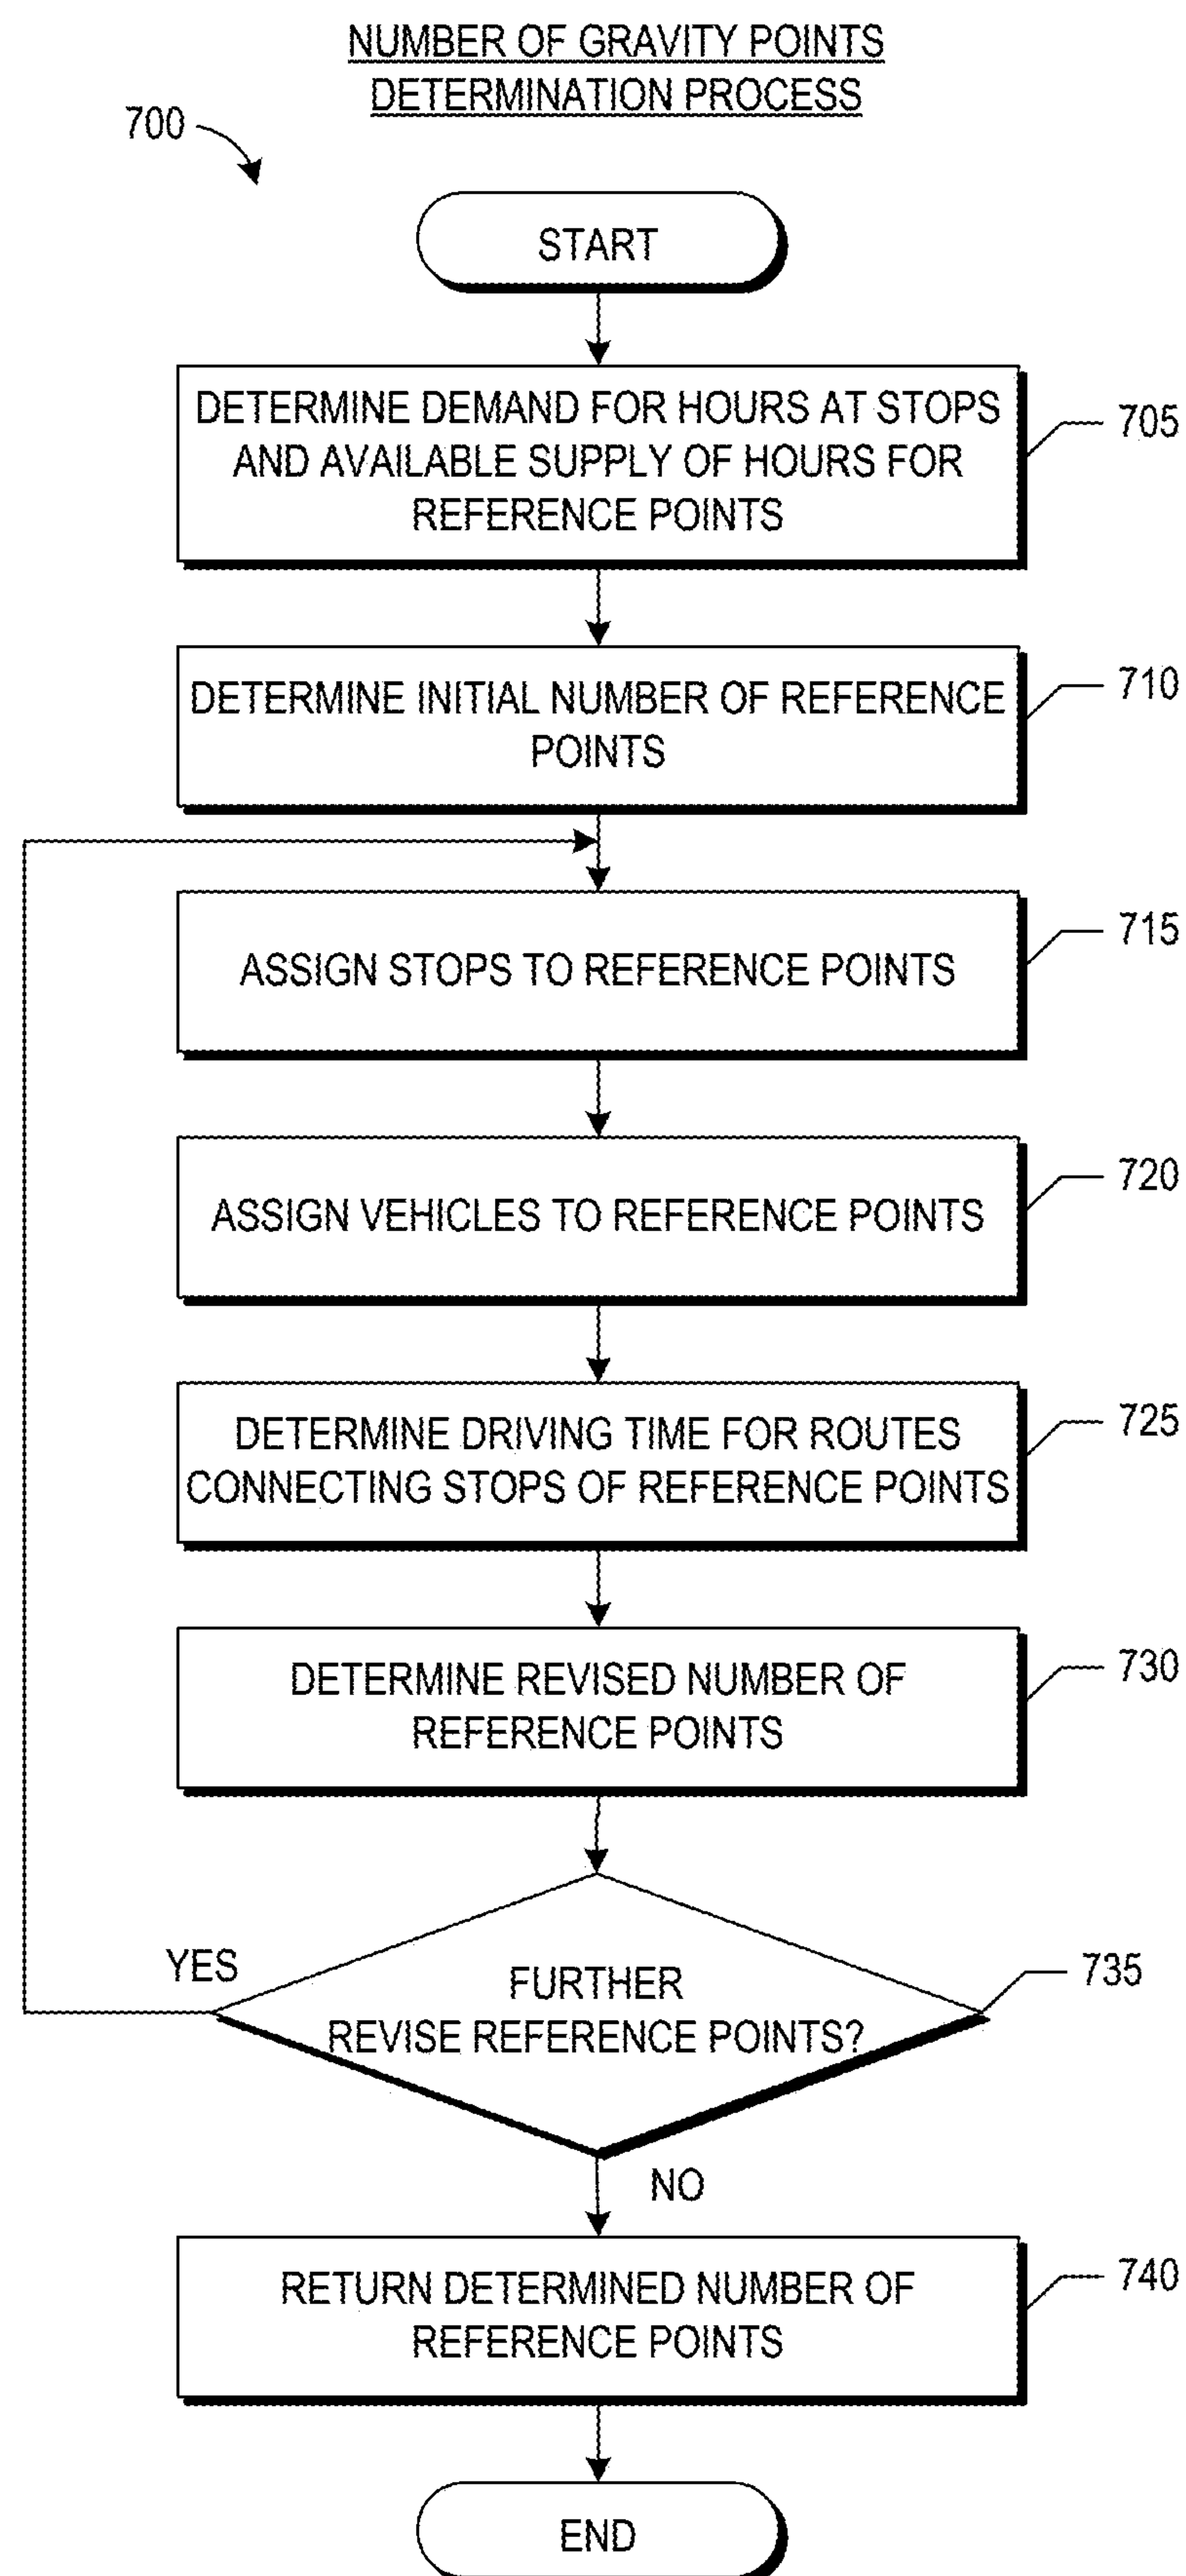 NUMBER OF GRAVITY POINTS
DETERMINATION PROCESS
700
START
DETERMINE DEMAND FOR HOURS AT STOPS
AND AVAILABLE SUPPLY OF HOURS FOR
REFERENCE POINTS
705
DETERMINE INITIAL NUMBER OF REFERENCE
POINTS
710
ASSIGN STOPS TO REFERENCE POINTS
715
ASSIGN VEHICLES TO REFERENCE POINTS
720
DETERMINE DRIVING TIME FOR ROUTES
CONNECTING STOPS OF REFERENCE POINTS
725
DETERMINE REVISED NUMBER OF
REFERENCE POINTS
730
YES
FURTHER
REVISE REFERENCE POINTS?
735
NO
RETURN DETERMINED NUMBER OF
REFERENCE POINTS
740
END